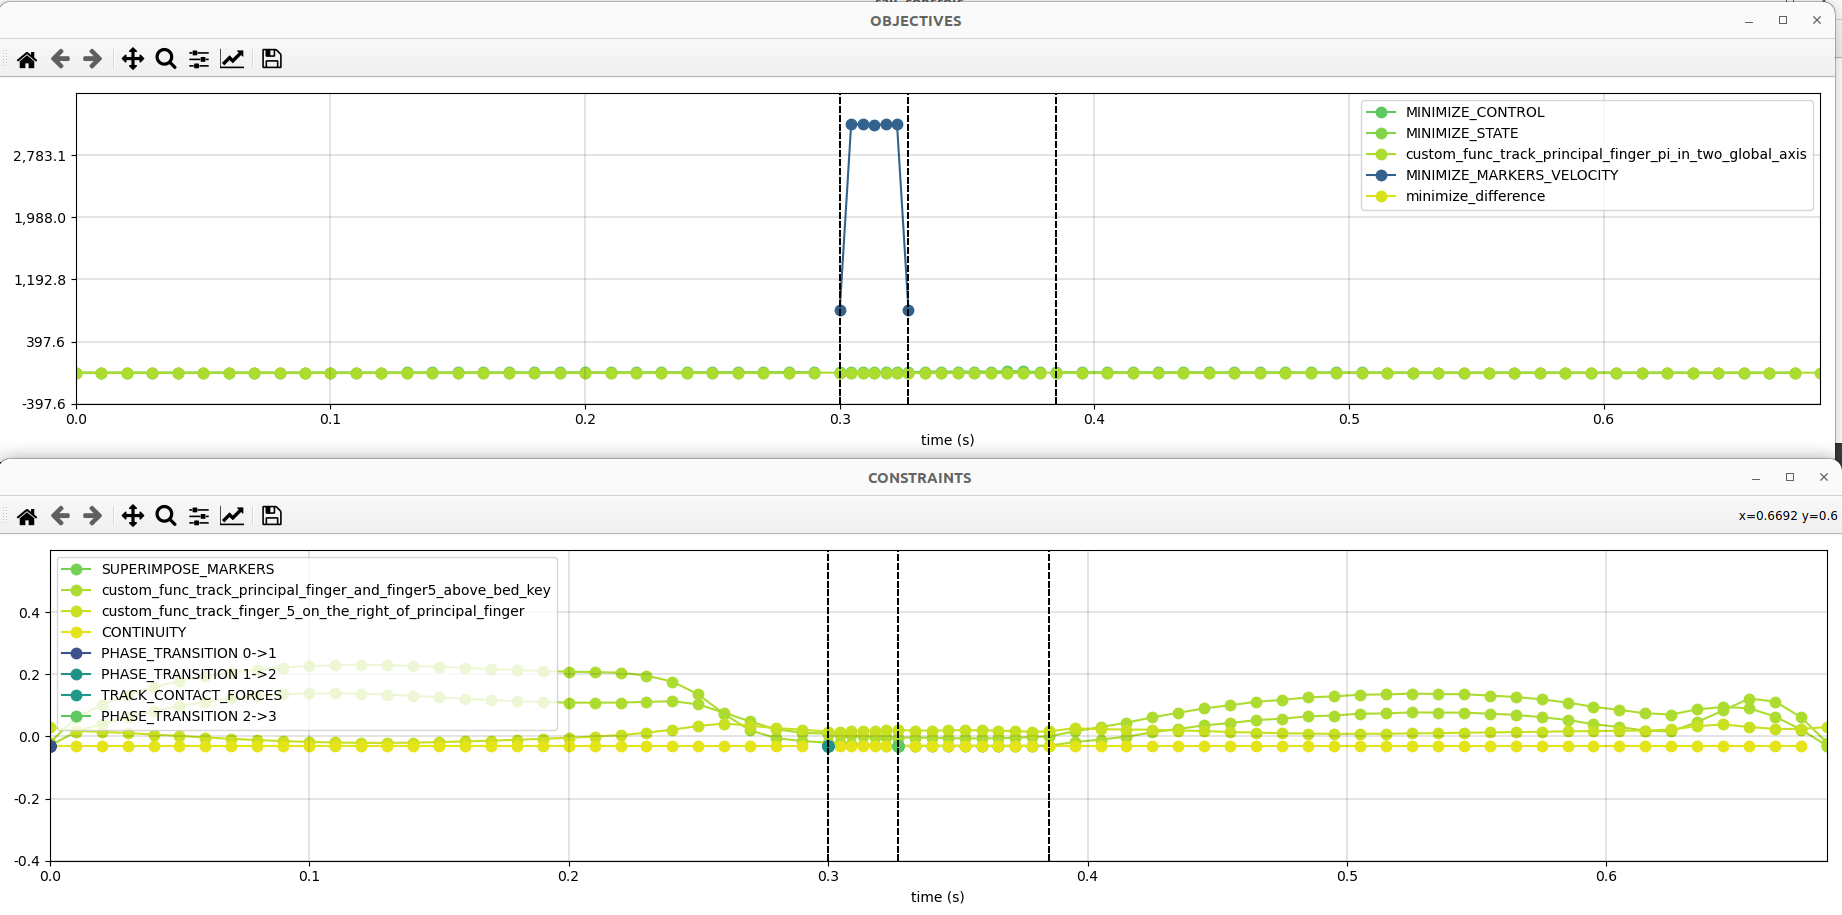 OBJECTIVES
MINIMIZE_CONTROL
MINIMIZE_STATE
custom_func_track_principal_finger_pi_in_two_global_axis
MINIMIZE_MARKERS_VELOCITY
minimize_difference
2,783.1
1,988.0
1,192.8
397.6
-397.6
0.0 0.1 0.2 0.3 0.4 0.5 0.6
time (s)
CONSTRAINTS
x=0.6692 y=0.6
SUPERIMPOSE_MARKERS
custom_func_track_principal_finger_and_finger5_above_bed_key
custom_func_track_finger_5_on_the_right_of_principal_finger
CONTINUITY
PHASE_TRANSITION 0->1
PHASE_TRANSITION 1->2
TRACK_CONTACT_FORCES
PHASE_TRANSITION 2->3
0.4
0.2
0.0
-0.2
-0.4
0.0 0.1 0.2 0.3 0.4 0.5 0.6
time (s)